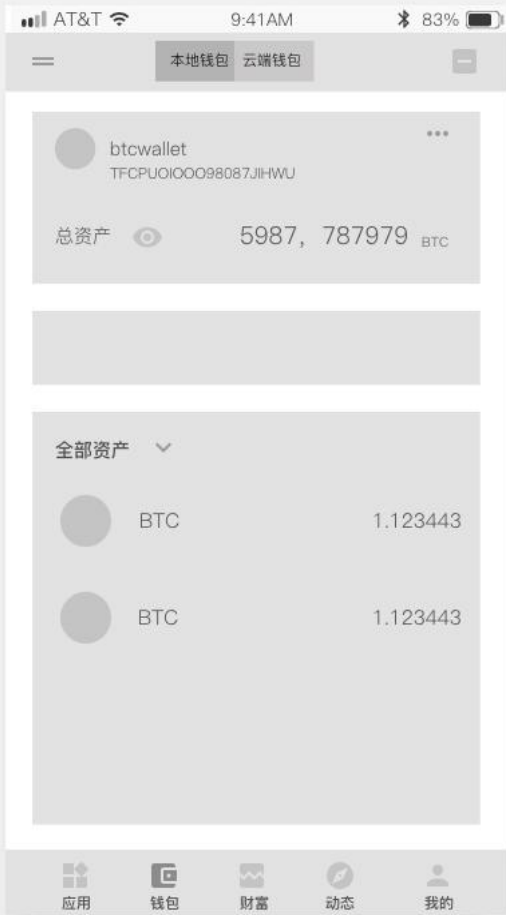 AT&T 9:41AM 83%
本地钱包 云端钱包
btcwallet
TFCPUOIOOO98087JIHWU
总资产 5987, 787979 BTC
全部资产
BTC 1.123443
BTC 1.123443
应用 钱包 财富 动态 我的